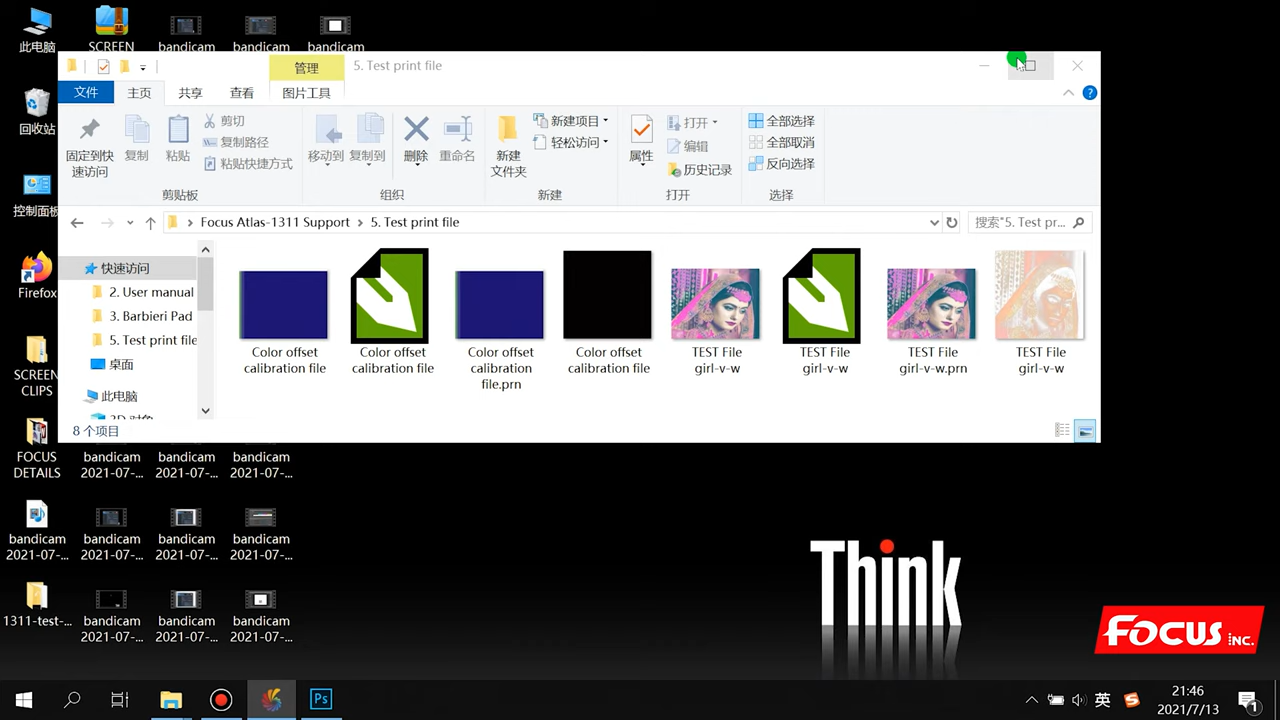 此电脑
SCREEN
bandicam
bandicam
bandicam
管理
5. Test print file
文件
主页
共享
查看
图片工具
回收站
固定到快
速访问
复制
粘贴
剪切
复制路径
粘贴快捷方式
剪贴板
移动到
复制到
删除
重命名
组织
新建
文件夹
新建项目
轻松访问
新建
属性
打开
编辑
历史记录
打开
全部选择
全部取消
反向选择
选择
控制面板
Focus Atlas-1311 Support
5. Test print file
搜索"5. Test pr...
Firefox
快速访问
2. User manual
3. Barbieri Pad
5. Test print file
桌面
此电脑
3D 对象
Color offset
calibration file
Color offset
calibration file
Color offset
calibration
file.prn
Color offset
calibration file
TEST File
girl-v-w
TEST File
girl-v-w
TEST File
girl-v-w.prn
TEST File
girl-v-w
8 个项目
SCREEN
CLIPS
FOCUS
DETAILS
bandicam
2021-07-...
bandicam
2021-07-...
bandicam
2021-07-...
bandicam
2021-07-...
bandicam
2021-07-...
bandicam
2021-07-...
bandicam
2021-07-...
1311-test-...
bandicam
2021-07-...
bandicam
2021-07-...
bandicam
2021-07-...
Think
FOCUS INC.
Ps
英
21:46
2021/7/13
1